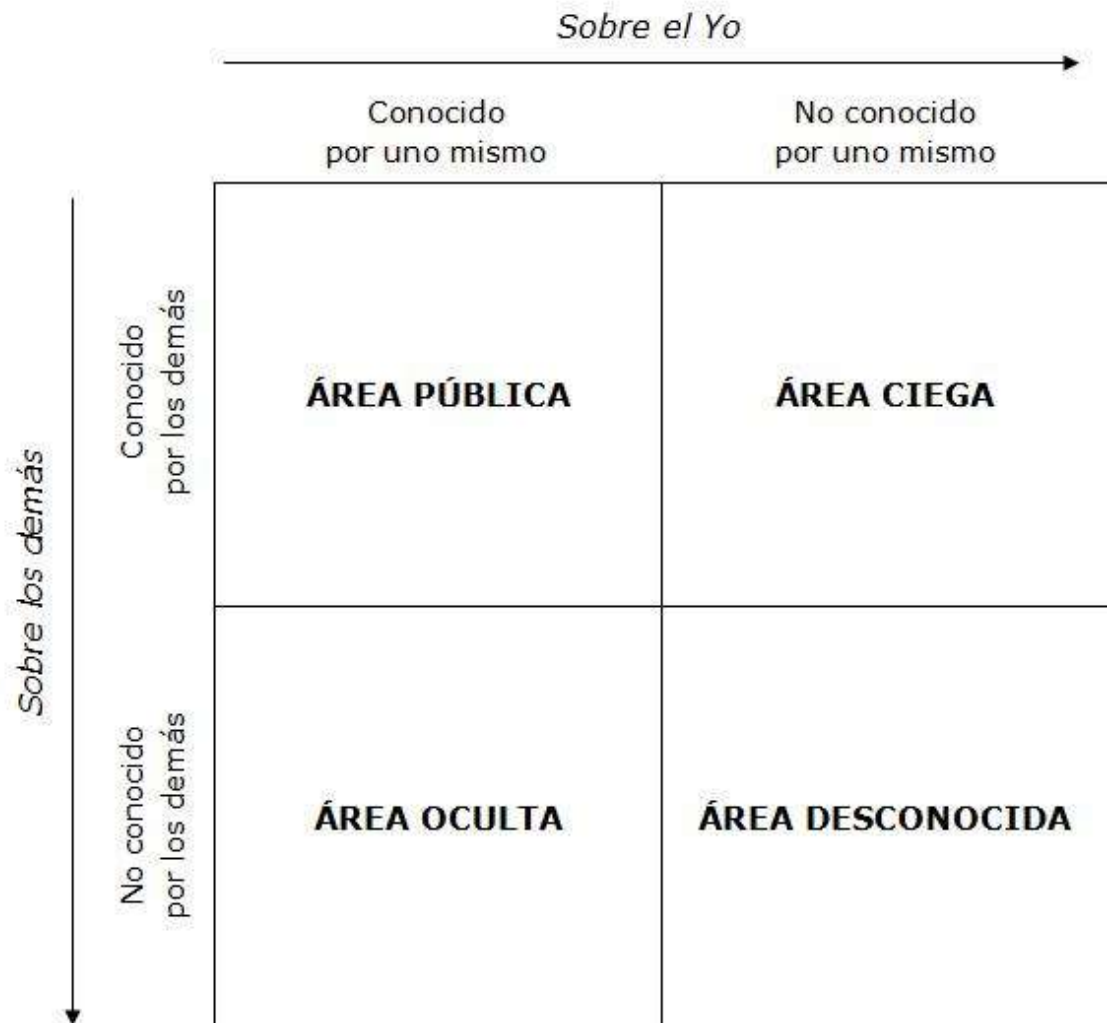 Sobre el Yo
Conocido
por uno mismo
No conocido
por uno mismo
Sobre los demás
Conocido
por los demás
ÁREA PÚBLICA
ÁREA CIEGA
No conocido
por los demás
ÁREA OCULTA
ÁREA DESCONOCIDA